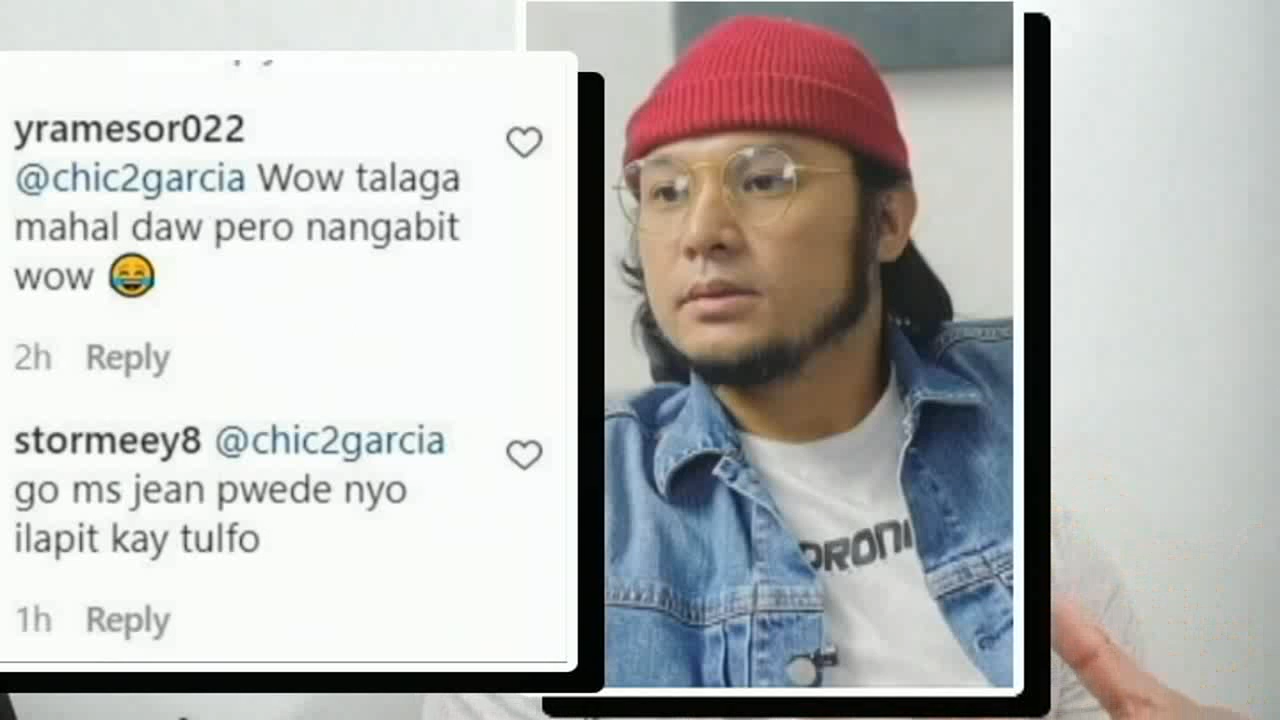 yramesor022
@chic2garcia Wow talaga
mahal daw pero nangabit
wow 😂
2h Reply
stormeey8 @chic2garcia
go ms jean pwede nyo
ilapit kay tulfo
1h Reply